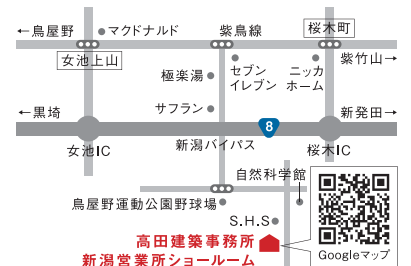 ←鳥屋野
マクドナルド
紫鳥線
桜木町
紫竹山→
女池上山
極楽湯
セブン
イレブン
ニッカ
ホーム
サフラン
←黒埼
新発田→
8
女池IC
新潟バイパス
桜木IC
自然科学館
鳥屋野運動公園野球場
S.H.S
高田建築事務所
新潟営業所ショールーム
Googleマップ